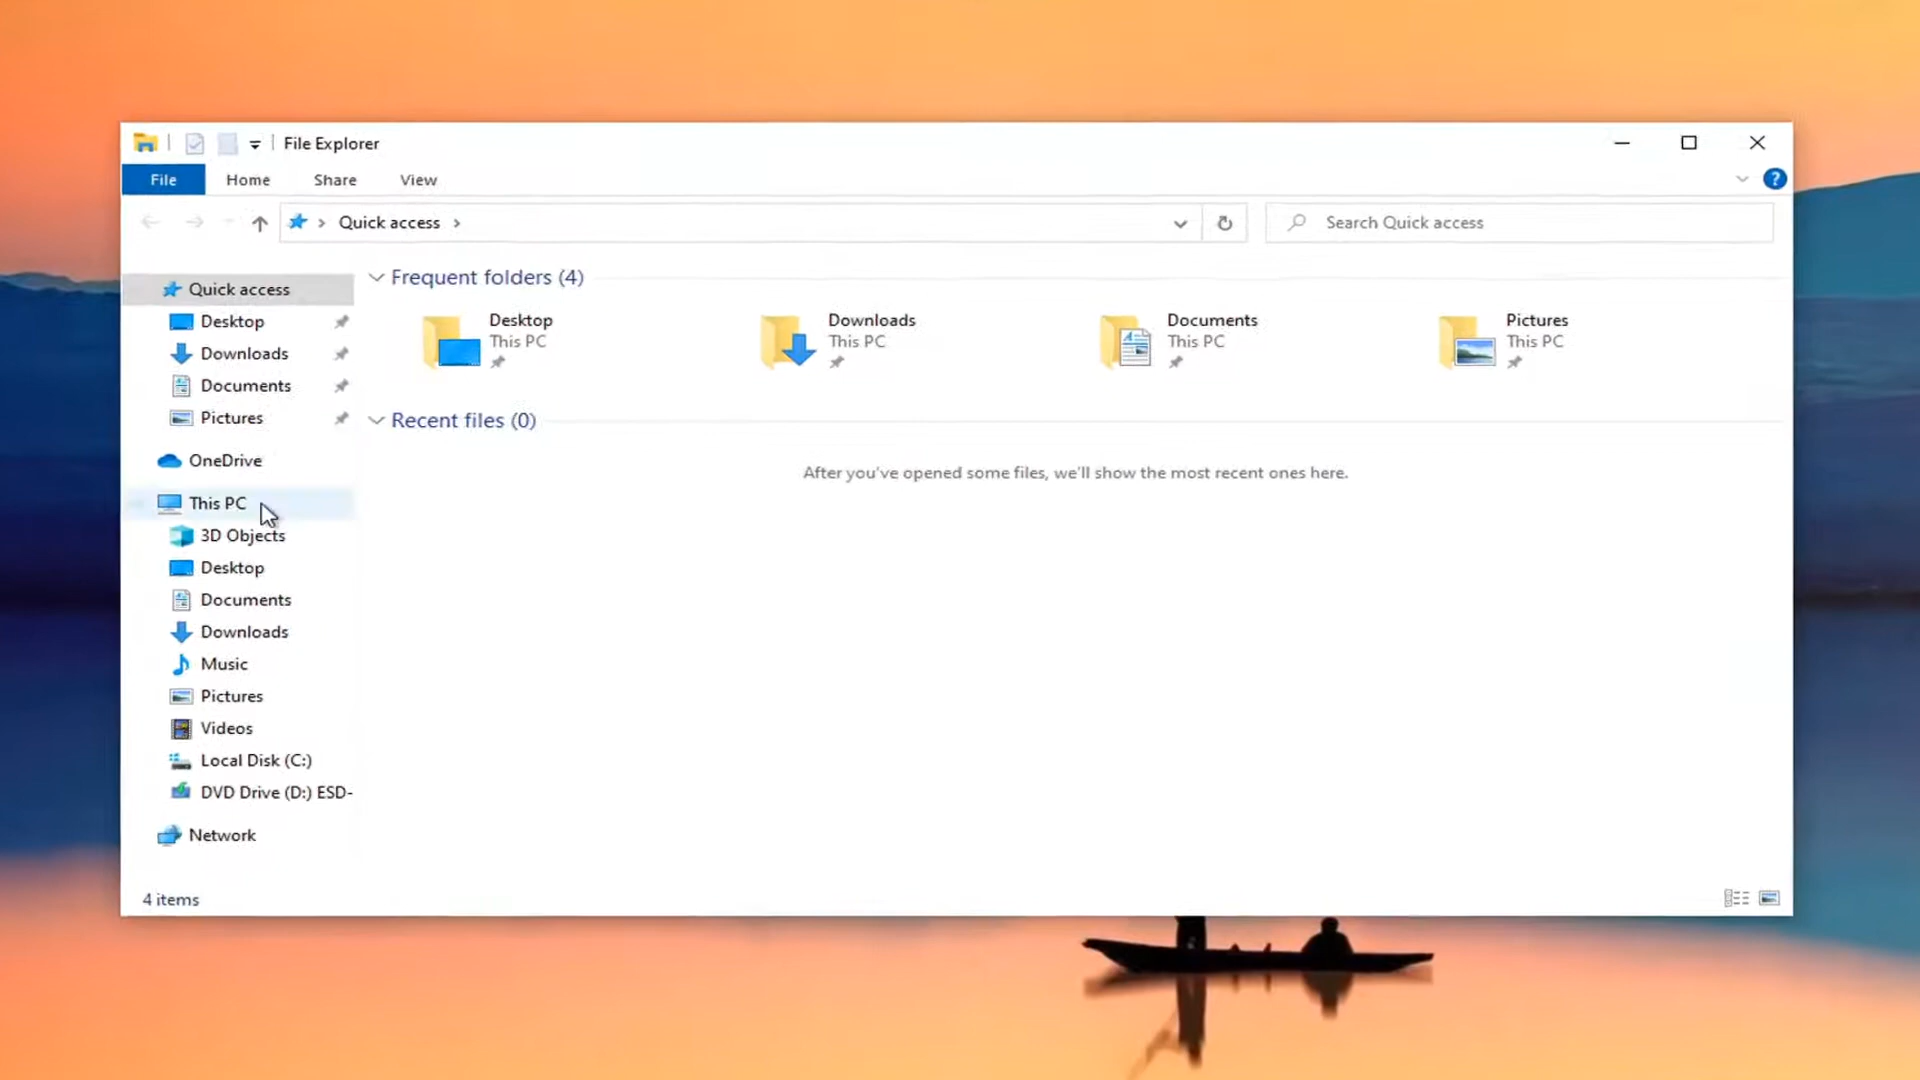 File Explorer
File Home Share View
?
Quick access
Search Quick access
Quick access
Desktop
Downloads
Documents
Pictures
OneDrive
This PC
3D Objects
Desktop
Documents
Downloads
Music
Pictures
Videos
Local Disk (C:)
DVD Drive (D:) ESD-
Network
Frequent folders (4)
Desktop
This PC
Downloads
This PC
Documents
This PC
Pictures
This PC
Recent files (0)
After you've opened some files, we'll show the most recent ones here.
4 items